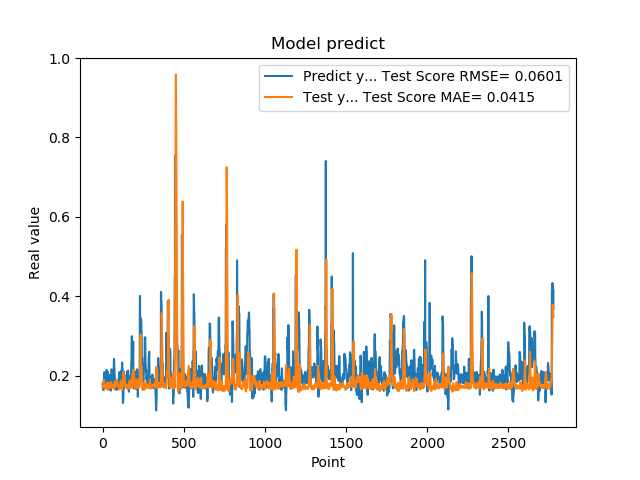 Model predict
Predict y... Test Score RMSE= 0.0601
Test y... Test Score MAE= 0.0415
1.0
0.8
0.6
0.4
0.2
Real value
0 500 1000 1500 2000 2500
Point